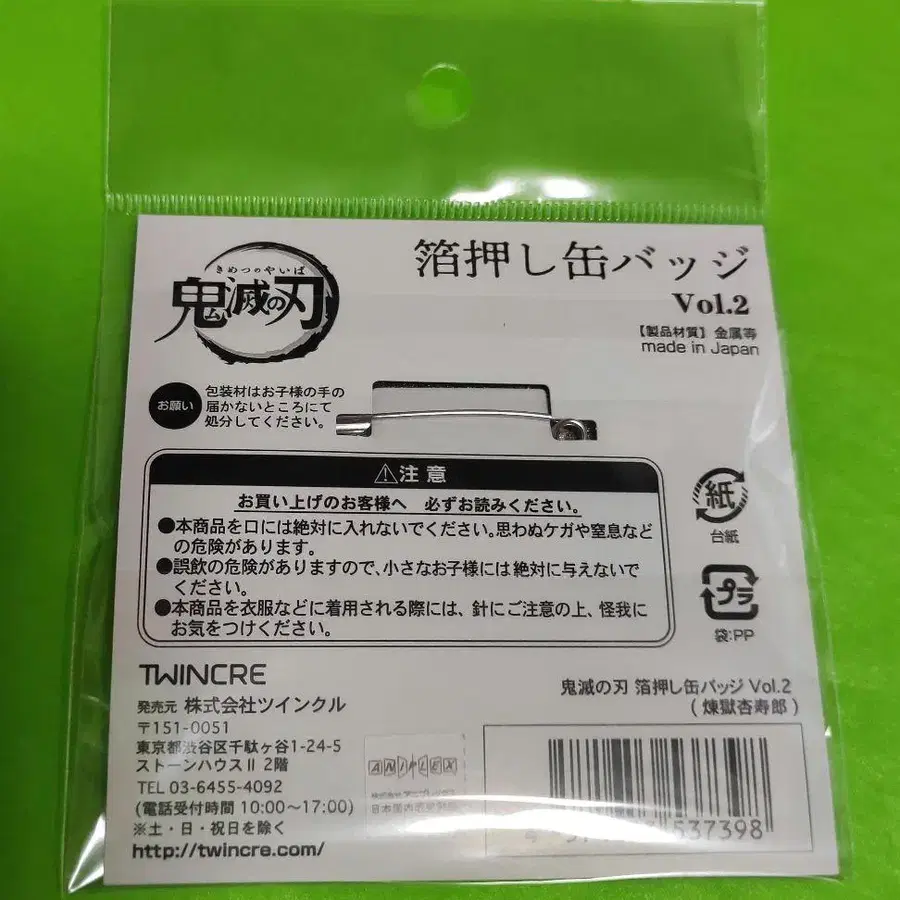 きめつのやいば
鬼滅の刃
箔押し缶バッジ
Vol.2
【製品材質】金属等
made in Japan
お願い
包装材はお子様の手の
届かないところにて
処分してください。
⚠注意
お買い上げのお客様へ 必ずお読みください。
●本商品を口には絶対に入れないでください。思わぬケガや窒息など
の危険があります。
●誤飲の危険がありますので、小さなお子様には絶対に与えないで
ください。
●本商品を衣服などに着用される際には、針にご注意の上、怪我に
お気をつけください。
紙
台紙
プラ
袋:PP
TWINCRE
発売元 株式会社ツインクル
〒151-0051
東京都渋谷区千駄ヶ谷1-24-5
ストーンハウスⅡ 2階
TEL 03-6455-4092
(電話受付時間 10:00〜17:00)
※土・日・祝日を除く
http://twincre.com/
ANIPLEX
株式会社アニプレックス
鬼滅の刃 箔押し缶バッジ Vol.2
(煉獄杏寿郎)
537398